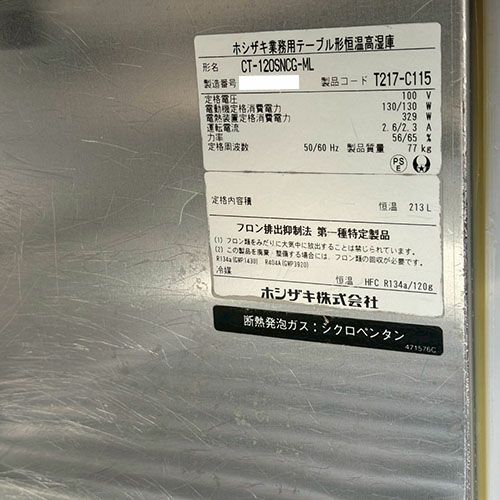 ホシザキ業務用テーブル形恒温高湿庫
形名 CT-120SNCG-ML
製造番号 製品コード T217-C115
定格電圧 100 V
電動機定格消費電力 130/130 W
電熱装置定格消費電力 329 W
運転電流 2.6/2.3 A
力率 56/65 %
定格周波数 50/60 Hz 製品質量 77 kg
PS
E
定格内容積 恒温 213 L
フロン排出抑制法 第一種特定製品
(1) フロン類をみだりに大気中に放出することは禁じられています。
(2) この製品を廃棄・整備する場合には、フロン類の回収が必要です。
R134a(GWP1430) R404A(GWP3920)
冷媒 恒温 HFC R134a/120g
ホシザキ株式会社
断熱発泡ガス：シクロペンタン
471576C